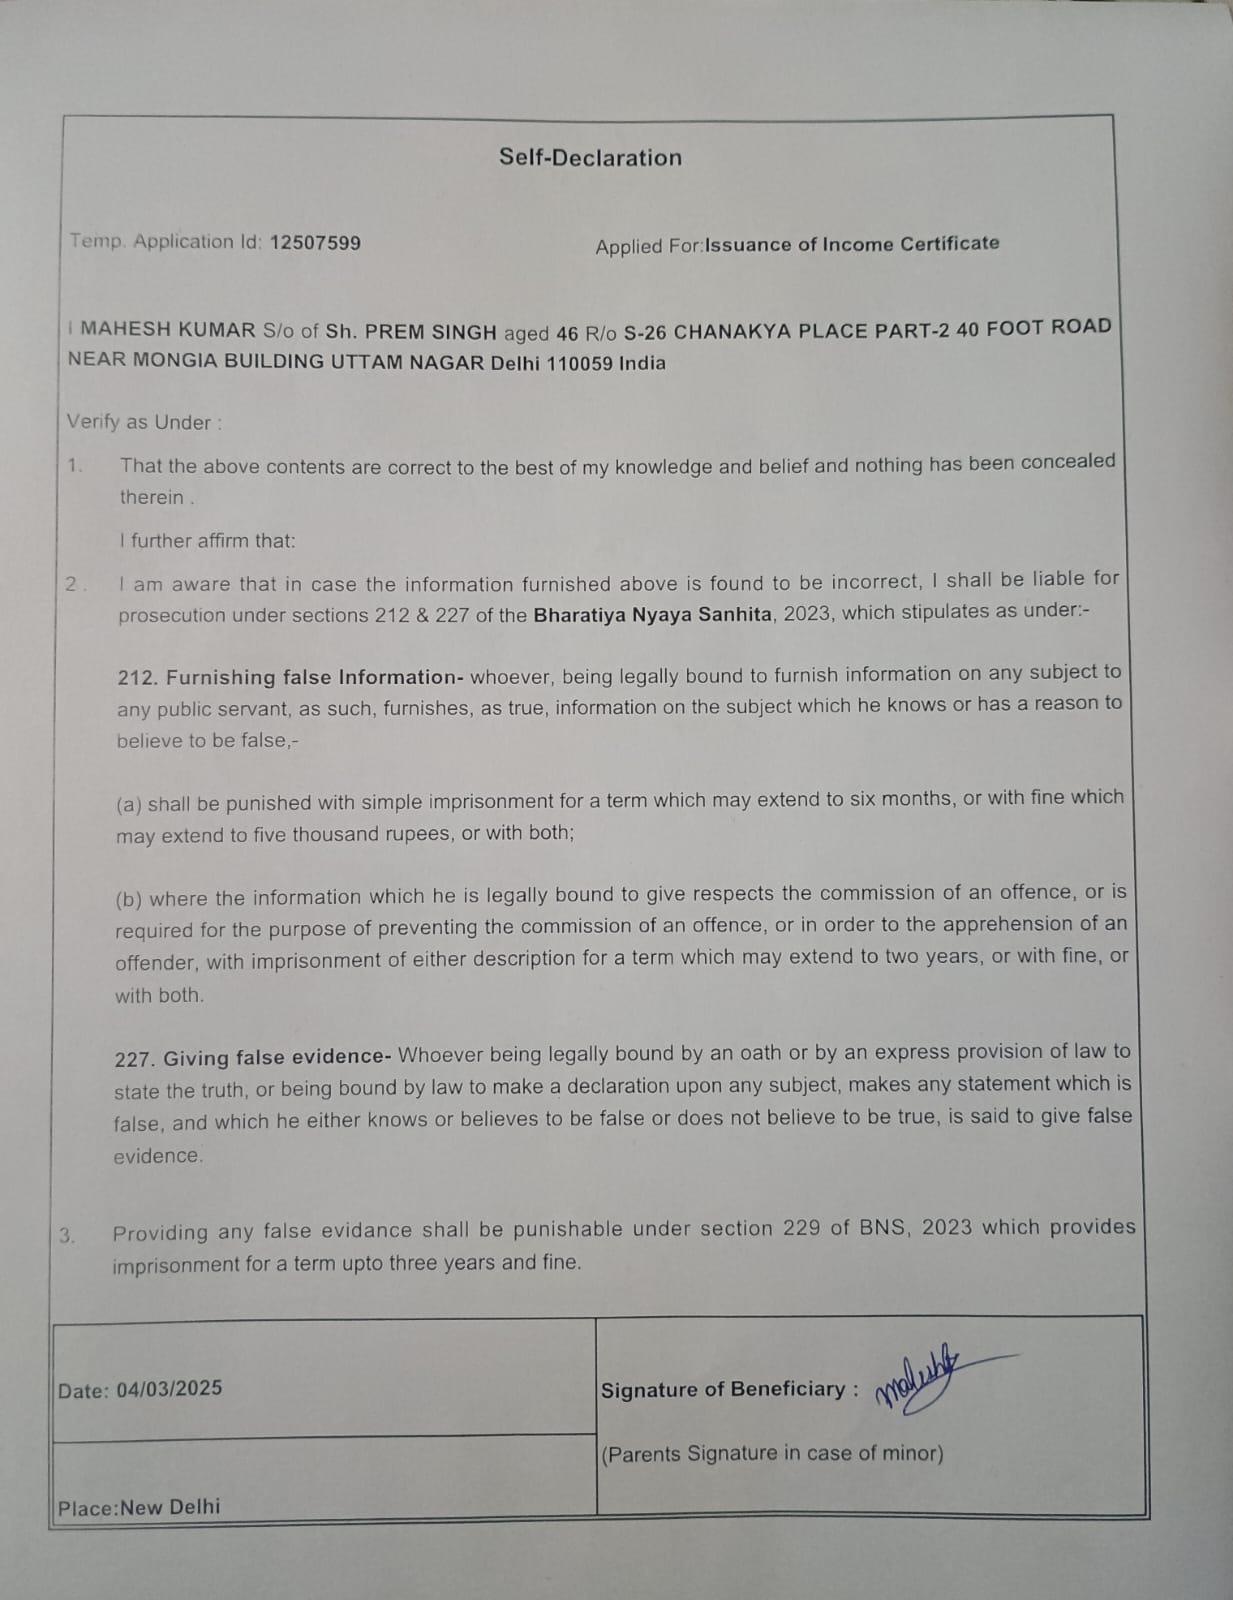 Self-Declaration
Temp. Application Id: 12507599
Applied For:Issuance of Income Certificate
I MAHESH KUMAR S/o of Sh. PREM SINGH aged 46 R/o S-26 CHANAKYA PLACE PART-2 40 FOOT ROAD
NEAR MONGIA BUILDING UTTAM NAGAR Delhi 110059 India
Verify as Under :
1. That the above contents are correct to the best of my knowledge and belief and nothing has been concealed
therein .
I further affirm that:
2. I am aware that in case the information furnished above is found to be incorrect, I shall be liable for
prosecution under sections 212 & 227 of the Bharatiya Nyaya Sanhita, 2023, which stipulates as under:-
212. Furnishing false Information- whoever, being legally bound to furnish information on any subject to
any public servant, as such, furnishes, as true, information on the subject which he knows or has a reason to
believe to be false,-
(a) shall be punished with simple imprisonment for a term which may extend to six months, or with fine which
may extend to five thousand rupees, or with both;
(b) where the information which he is legally bound to give respects the commission of an offence, or is
required for the purpose of preventing the commission of an offence, or in order to the apprehension of an
offender, with imprisonment of either description for a term which may extend to two years, or with fine, or
with both.
227. Giving false evidence- Whoever being legally bound by an oath or by an express provision of law to
state the truth, or being bound by law to make a declaration upon any subject, makes any statement which is
false, and which he either knows or believes to be false or does not believe to be true, is said to give false
evidence.
3. Providing any false evidance shall be punishable under section 229 of BNS, 2023 which provides
imprisonment for a term upto three years and fine.
Date: 04/03/2025
Signature of Beneficiary : Mahesh
(Parents Signature in case of minor)
Place:New Delhi